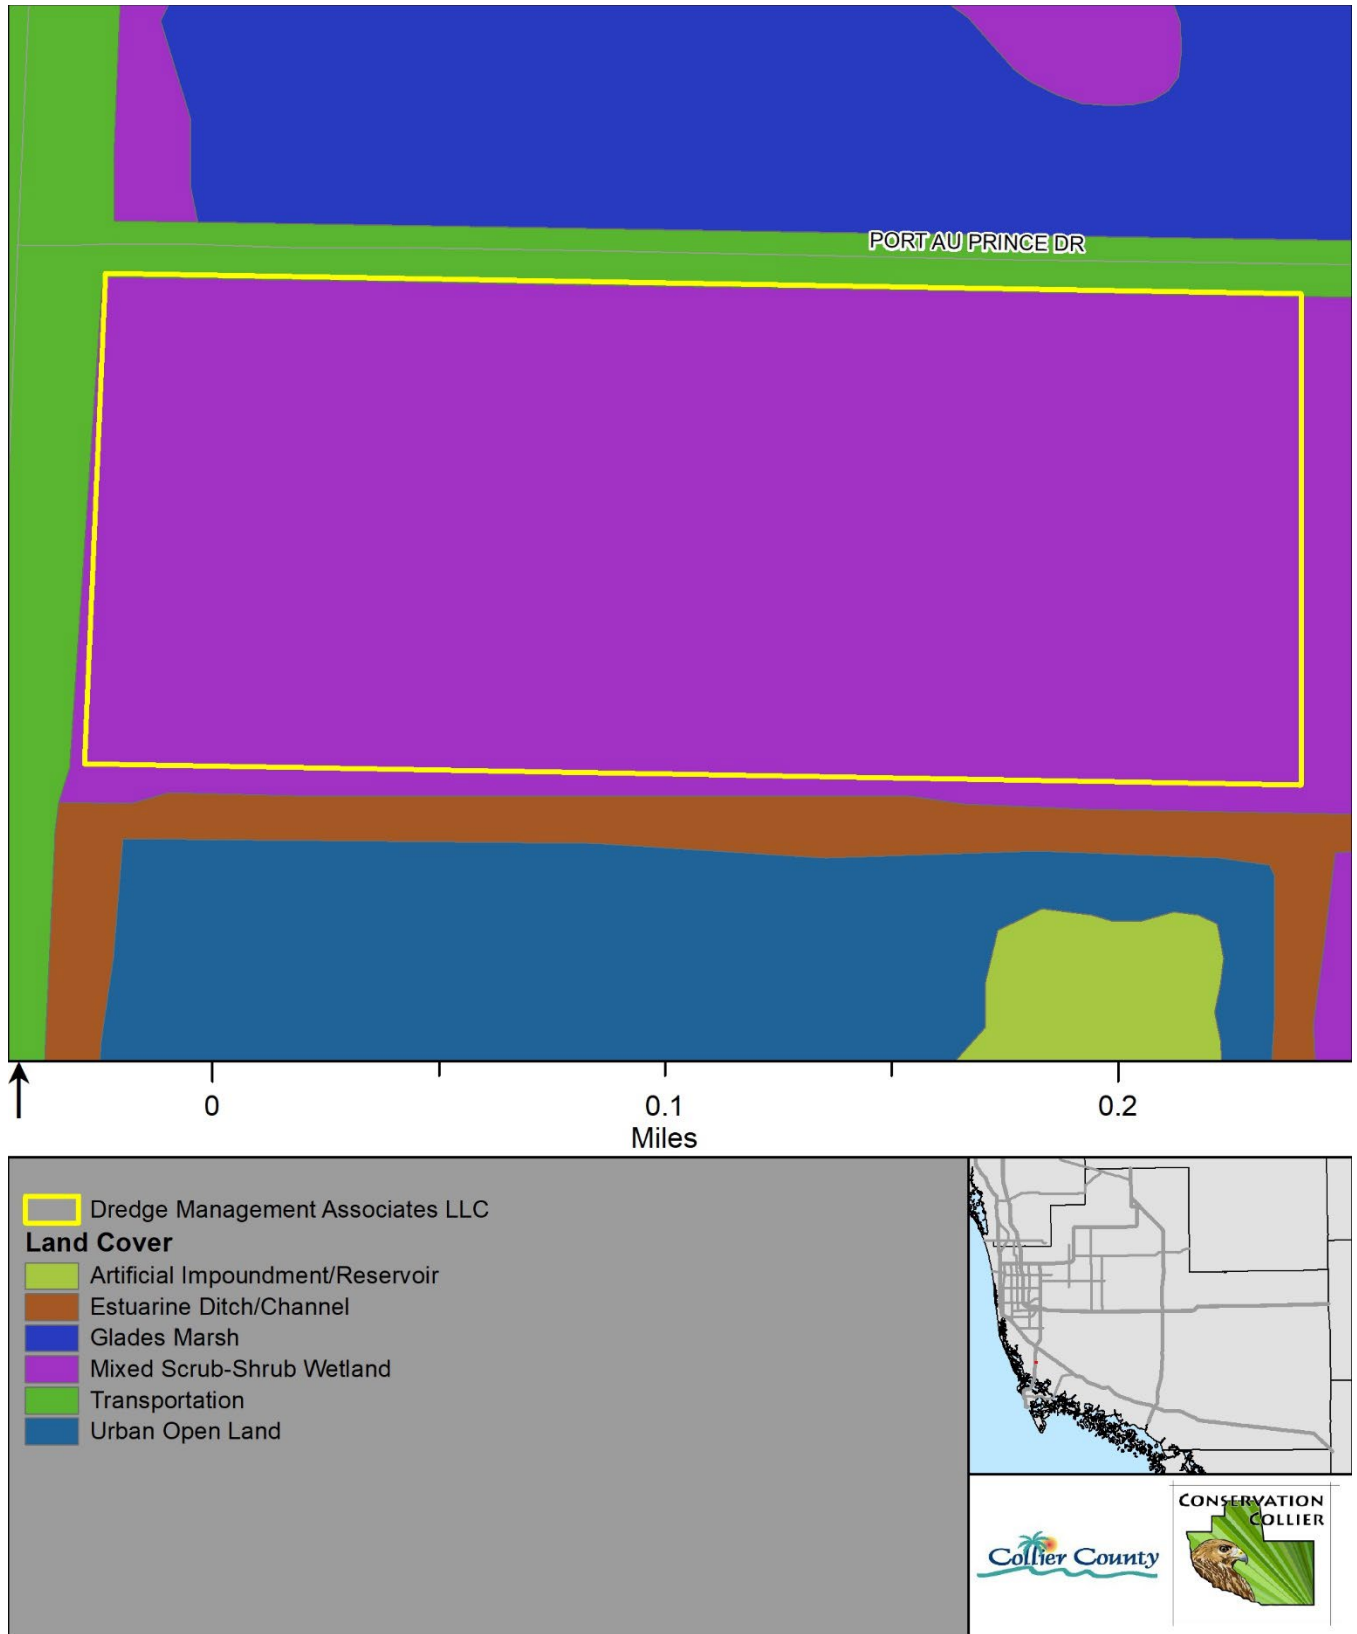 PORT AU PRINCE DR
0 0.1 0.2
Miles
Dredge Management Associates LLC
Land Cover
Artificial Impoundment/Reservoir
Estuarine Ditch/Channel
Glades Marsh
Mixed Scrub-Shrub Wetland
Transportation
Urban Open Land
Collier County
CONSERVATION
COLLIER